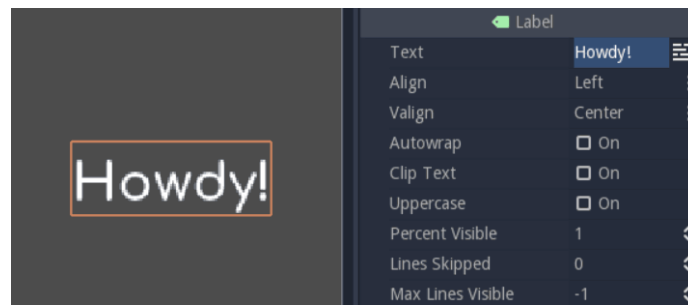 Howdy!
Label
Text Howdy!
Align Left
Valign Center
Autowrap On
Clip Text On
Uppercase On
Percent Visible 1
Lines Skipped 0
Max Lines Visible -1